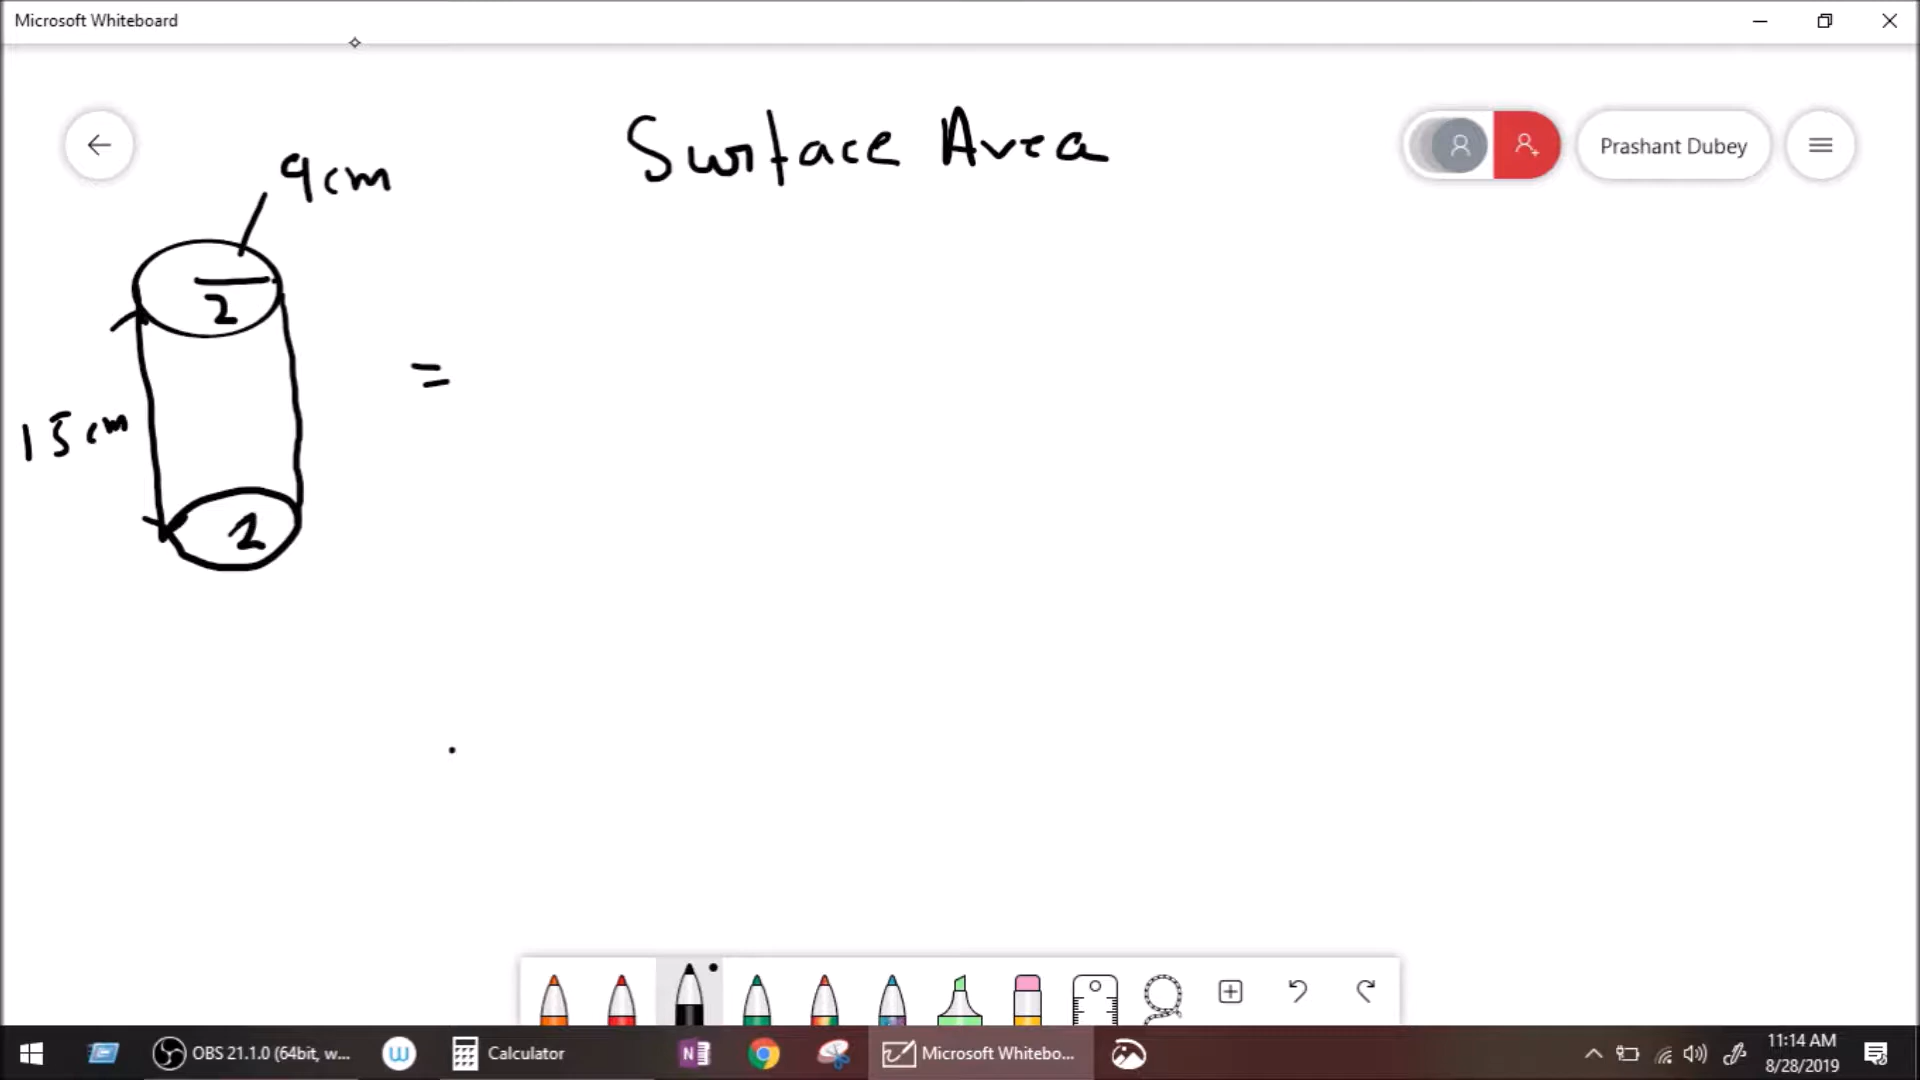 Microsoft Whiteboard
Surface Area
Prashant Dubey
9cm
2
=
15cm
2
OBS 21.1.0 (64bit, w...
Calculator
Microsoft Whitebo...
11:14 AM
8/28/2019